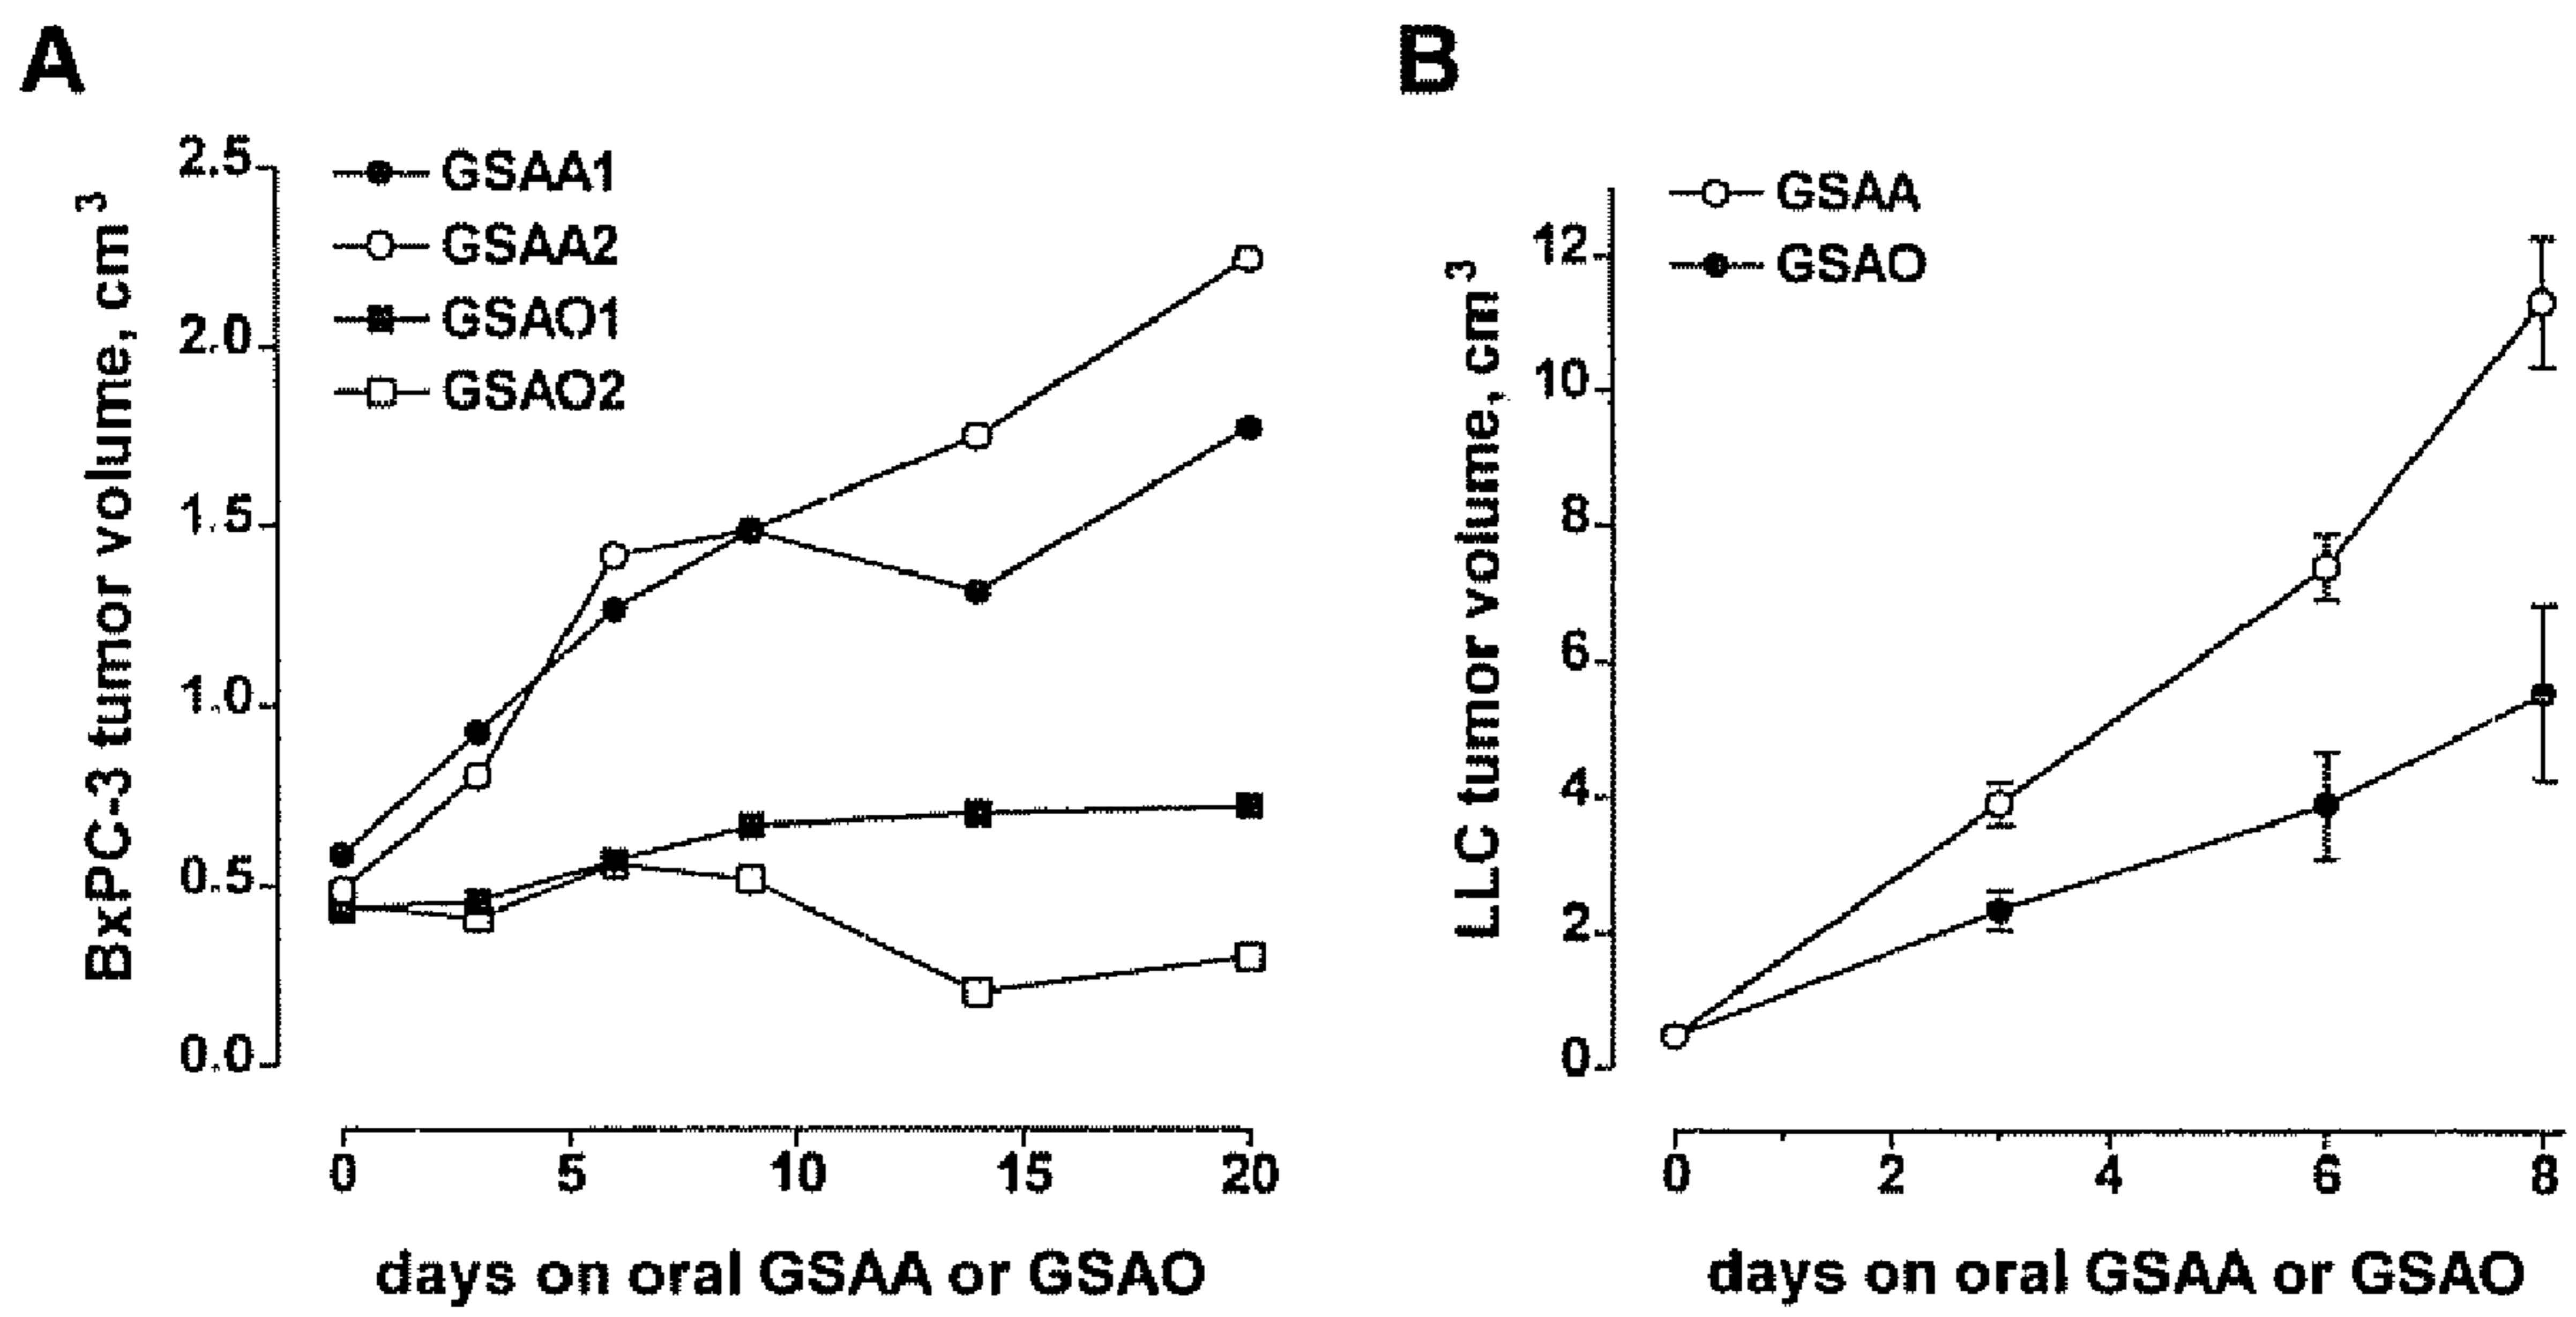 A
BxPC-3 tumor volume, cm3
2.5
2.0
1.5
1.0
0.5
0.0
GSAA1
GSAA2
GSAO1
GSAO2
0 5 10 15 20
days on oral GSAA or GSAO
B
LLC tumor volume, cm3
12
10
8
6
4
2
0
GSAA
GSAO
0 2 4 6 8
days on oral GSAA or GSAO